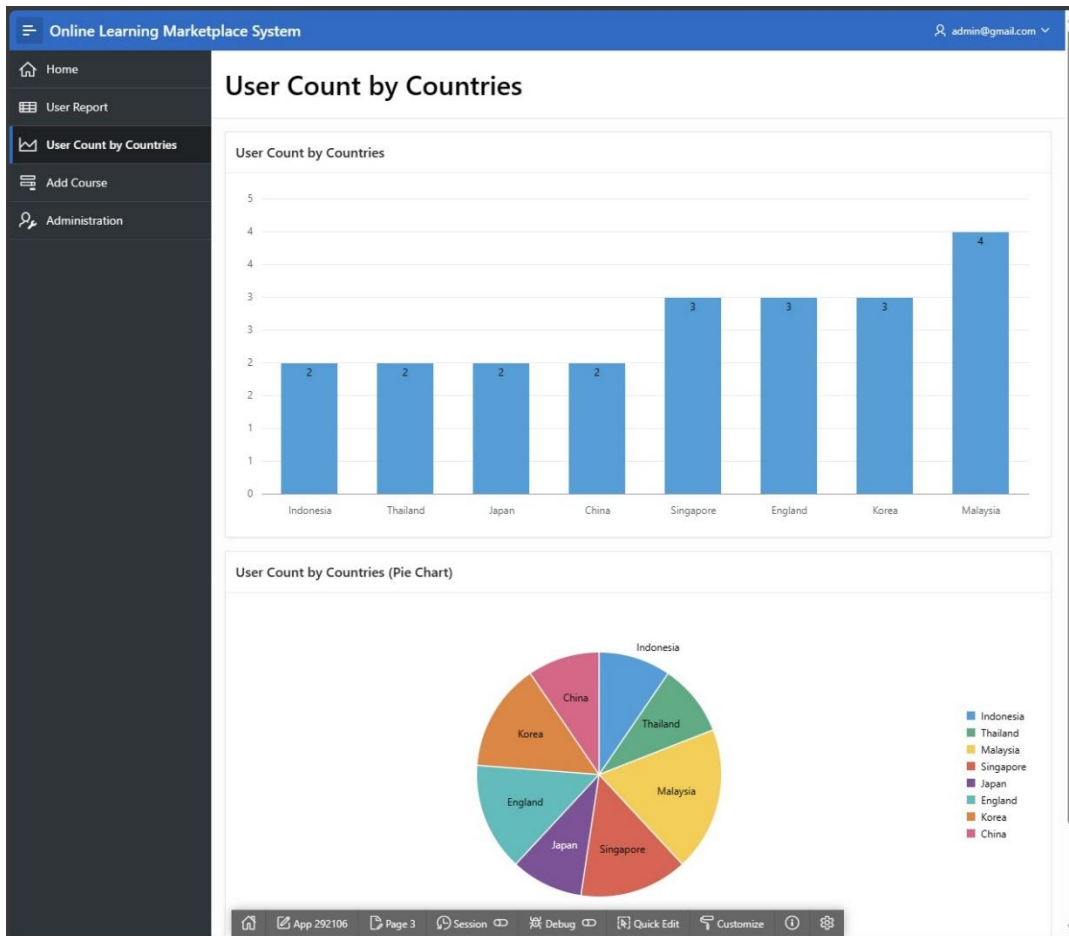 Online Learning Marketplace System
admin@gmail.com
Home
User Report
User Count by Countries
Add Course
Administration
User Count by Countries
User Count by Countries
5
4
4
3
3
2
2
1
1
0
2
2
2
2
3
3
3
4
Indonesia Thailand Japan China Singapore England Korea Malaysia
User Count by Countries (Pie Chart)
Indonesia
China
Thailand
Korea
Malaysia
England
Japan
Singapore
Indonesia
Thailand
Malaysia
Singapore
Japan
England
Korea
China
App 292106 Page 3 Session Debug Quick Edit Customize